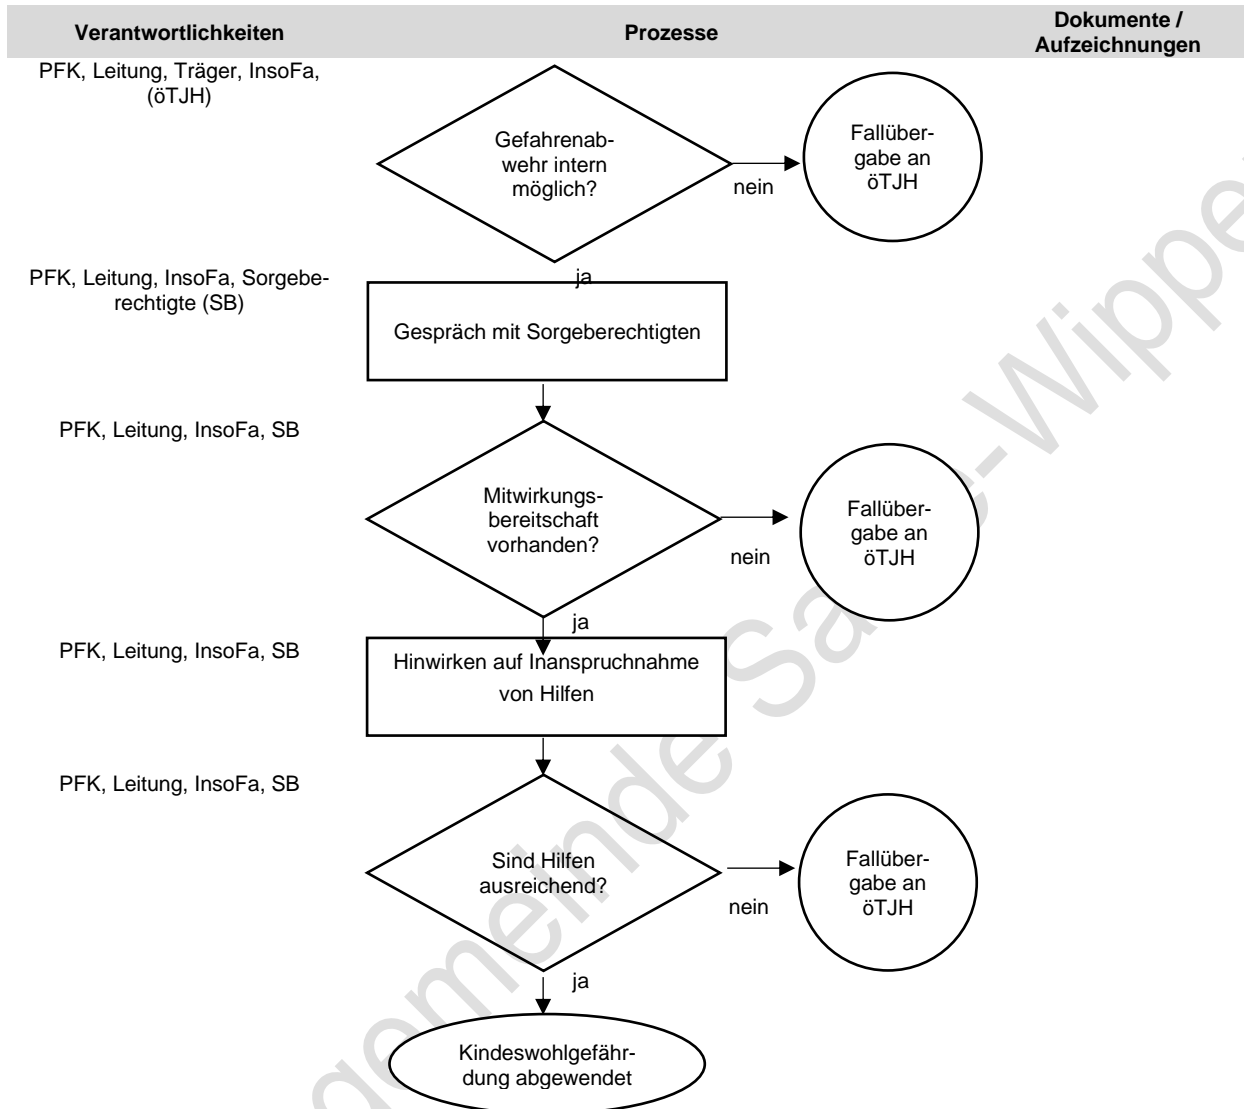 Verantwortlichkeiten
Prozesse
Dokumente /
Aufzeichnungen
PFK, Leitung, Träger, InsoFa,
(öTJH)
Gefahrenab-
wehr intern
möglich?
nein
Fallüber-
gabe an
öTJH
ja
PFK, Leitung, InsoFa, Sorgebe-
rechtigte (SB)
Gespräch mit Sorgeberechtigten
PFK, Leitung, InsoFa, SB
Mitwirkungs-
bereitschaft
vorhanden?
nein
Fallüber-
gabe an
öTJH
ja
PFK, Leitung, InsoFa, SB
Hinwirken auf Inanspruchnahme
von Hilfen
PFK, Leitung, InsoFa, SB
Sind Hilfen
ausreichend?
nein
Fallüber-
gabe an
öTJH
ja
Kindeswohlgefähr-
dung abgewendet